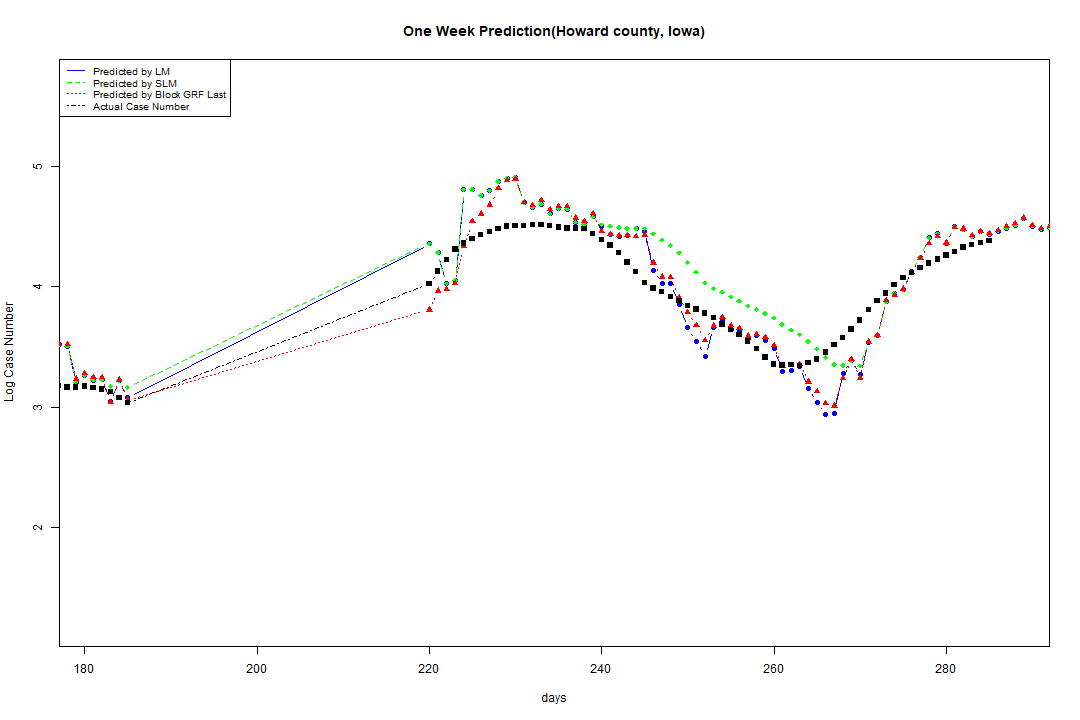 One Week Prediction(Howard county, Iowa)
Predicted by LM
Predicted by SLM
Predicted by Block GRF Last
Actual Case Number
5
4
3
2
Log Case Number
180 200 220 240 260 280
days